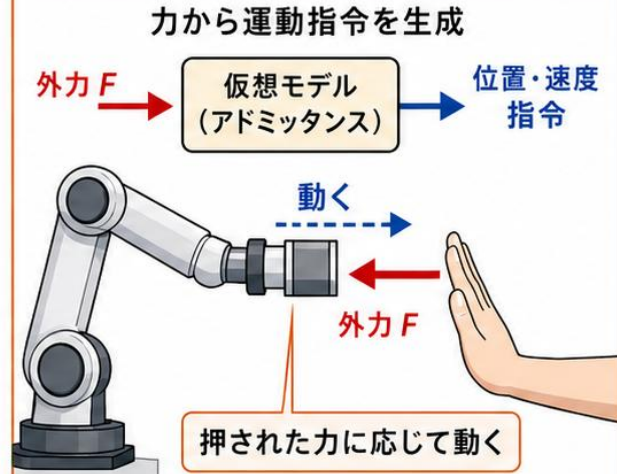 力から運動指令を生成
外力 F
仮想モデル
（アドミッタンス）
位置・速度
指令
動く
外力 F
押された力に応じて動く